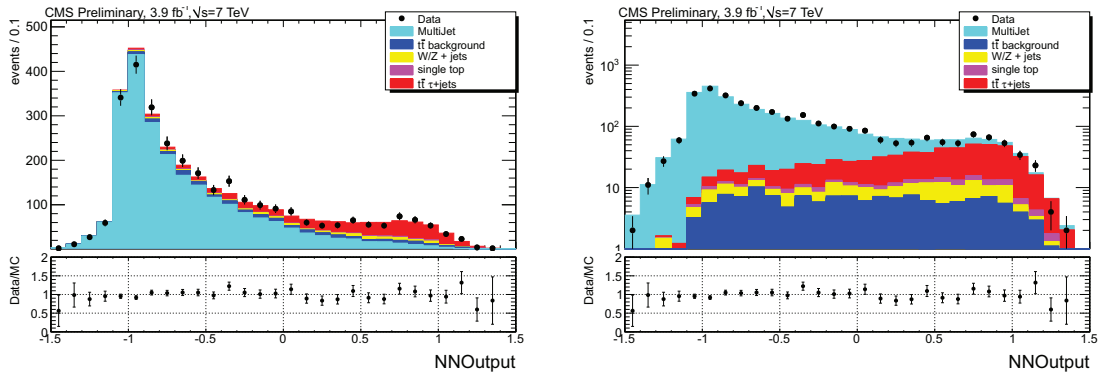 CMS Preliminary, 3.9 fb⁻¹,√s=7 TeV
events / 0.1
500
400
300
200
100
Data
MultiJet
tt̄ background
W/Z + jets
single top
tt̄ τ+jets
Data/MC
2
1.5
1
0.5
0
-1.5 -1 -0.5 0 0.5 1 1.5
NNOutput
CMS Preliminary, 3.9 fb⁻¹,√s=7 TeV
events / 0.1
10³
10²
10
1
Data
MultiJet
tt̄ background
W/Z + jets
single top
tt̄ τ+jets
Data/MC
2
1.5
1
0.5
0
-1.5 -1 -0.5 0 0.5 1 1.5
NNOutput